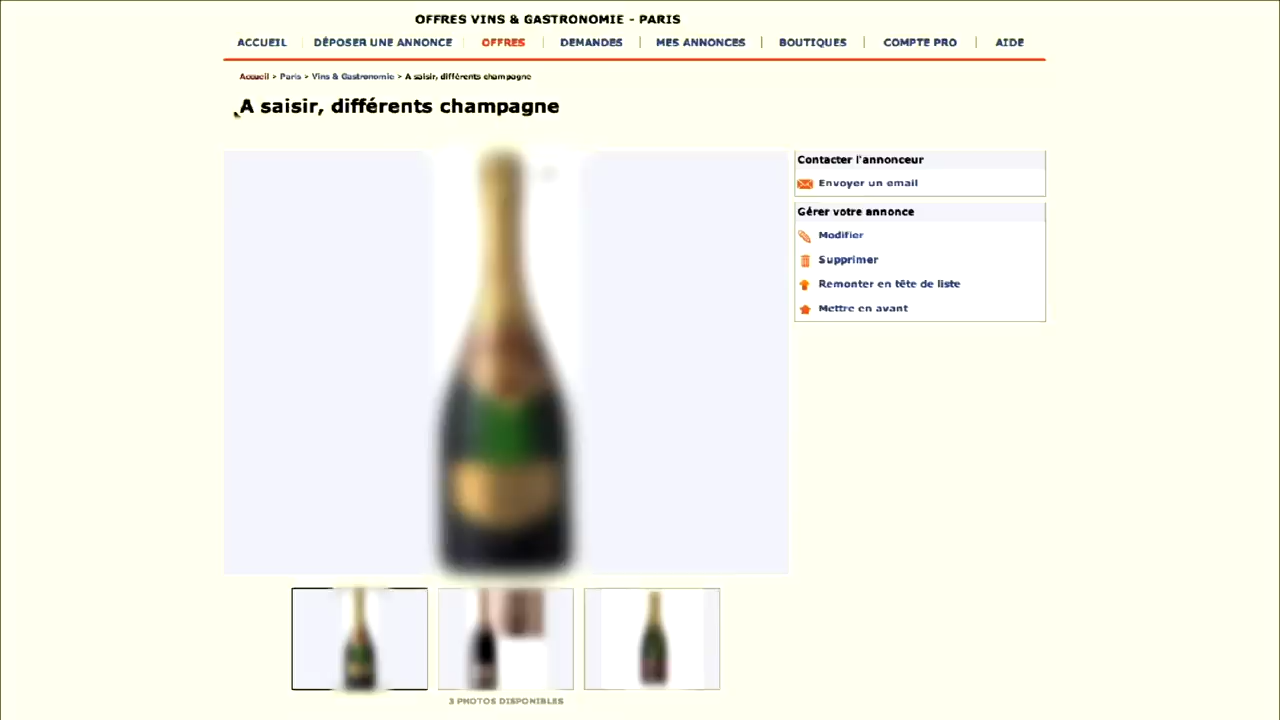 OFFRES VINS & GASTRONOMIE - PARIS
ACCUEIL DÉPOSER UNE ANNONCE OFFRES DEMANDES MES ANNONCES BOUTIQUES COMPTE PRO AIDE
Accueil > Paris > Vins & Gastronomie > A saisir, différents champagne
A saisir, différents champagne
Contacter l'annonceur
Envoyer un email
Gérer votre annonce
Modifier
Supprimer
Remonter en tête de liste
Mettre en avant
3 PHOTOS DISPONIBLES